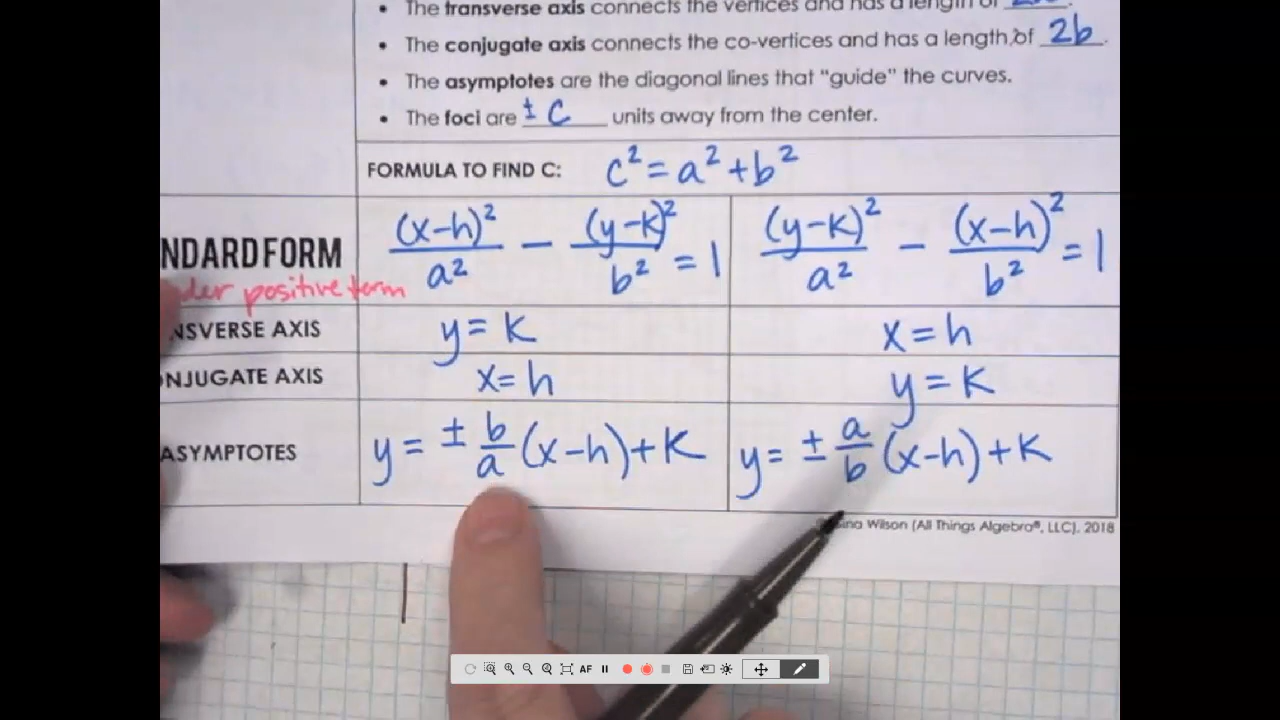 • The transverse axis connects the vertices and has a length of
• The conjugate axis connects the co-vertices and has a length of 2b.
• The asymptotes are the diagonal lines that “guide” the curves.
• The foci are ± c units away from the center.
FORMULA TO FIND C: c² = a² + b²
NDARD FORM (x-h)²/a² − (y-k)²/b² = 1 (y-k)²/a² − (x-h)²/b² = 1
der positive term
NSVERSE AXIS y = k x = h
NJUGATE AXIS x = h y = k
ASYMPTOTES y = ± b/a (x-h)+k y = ± a/b (x-h)+k
ina Wilson (All Things Algebra®, LLC), 2018
AF